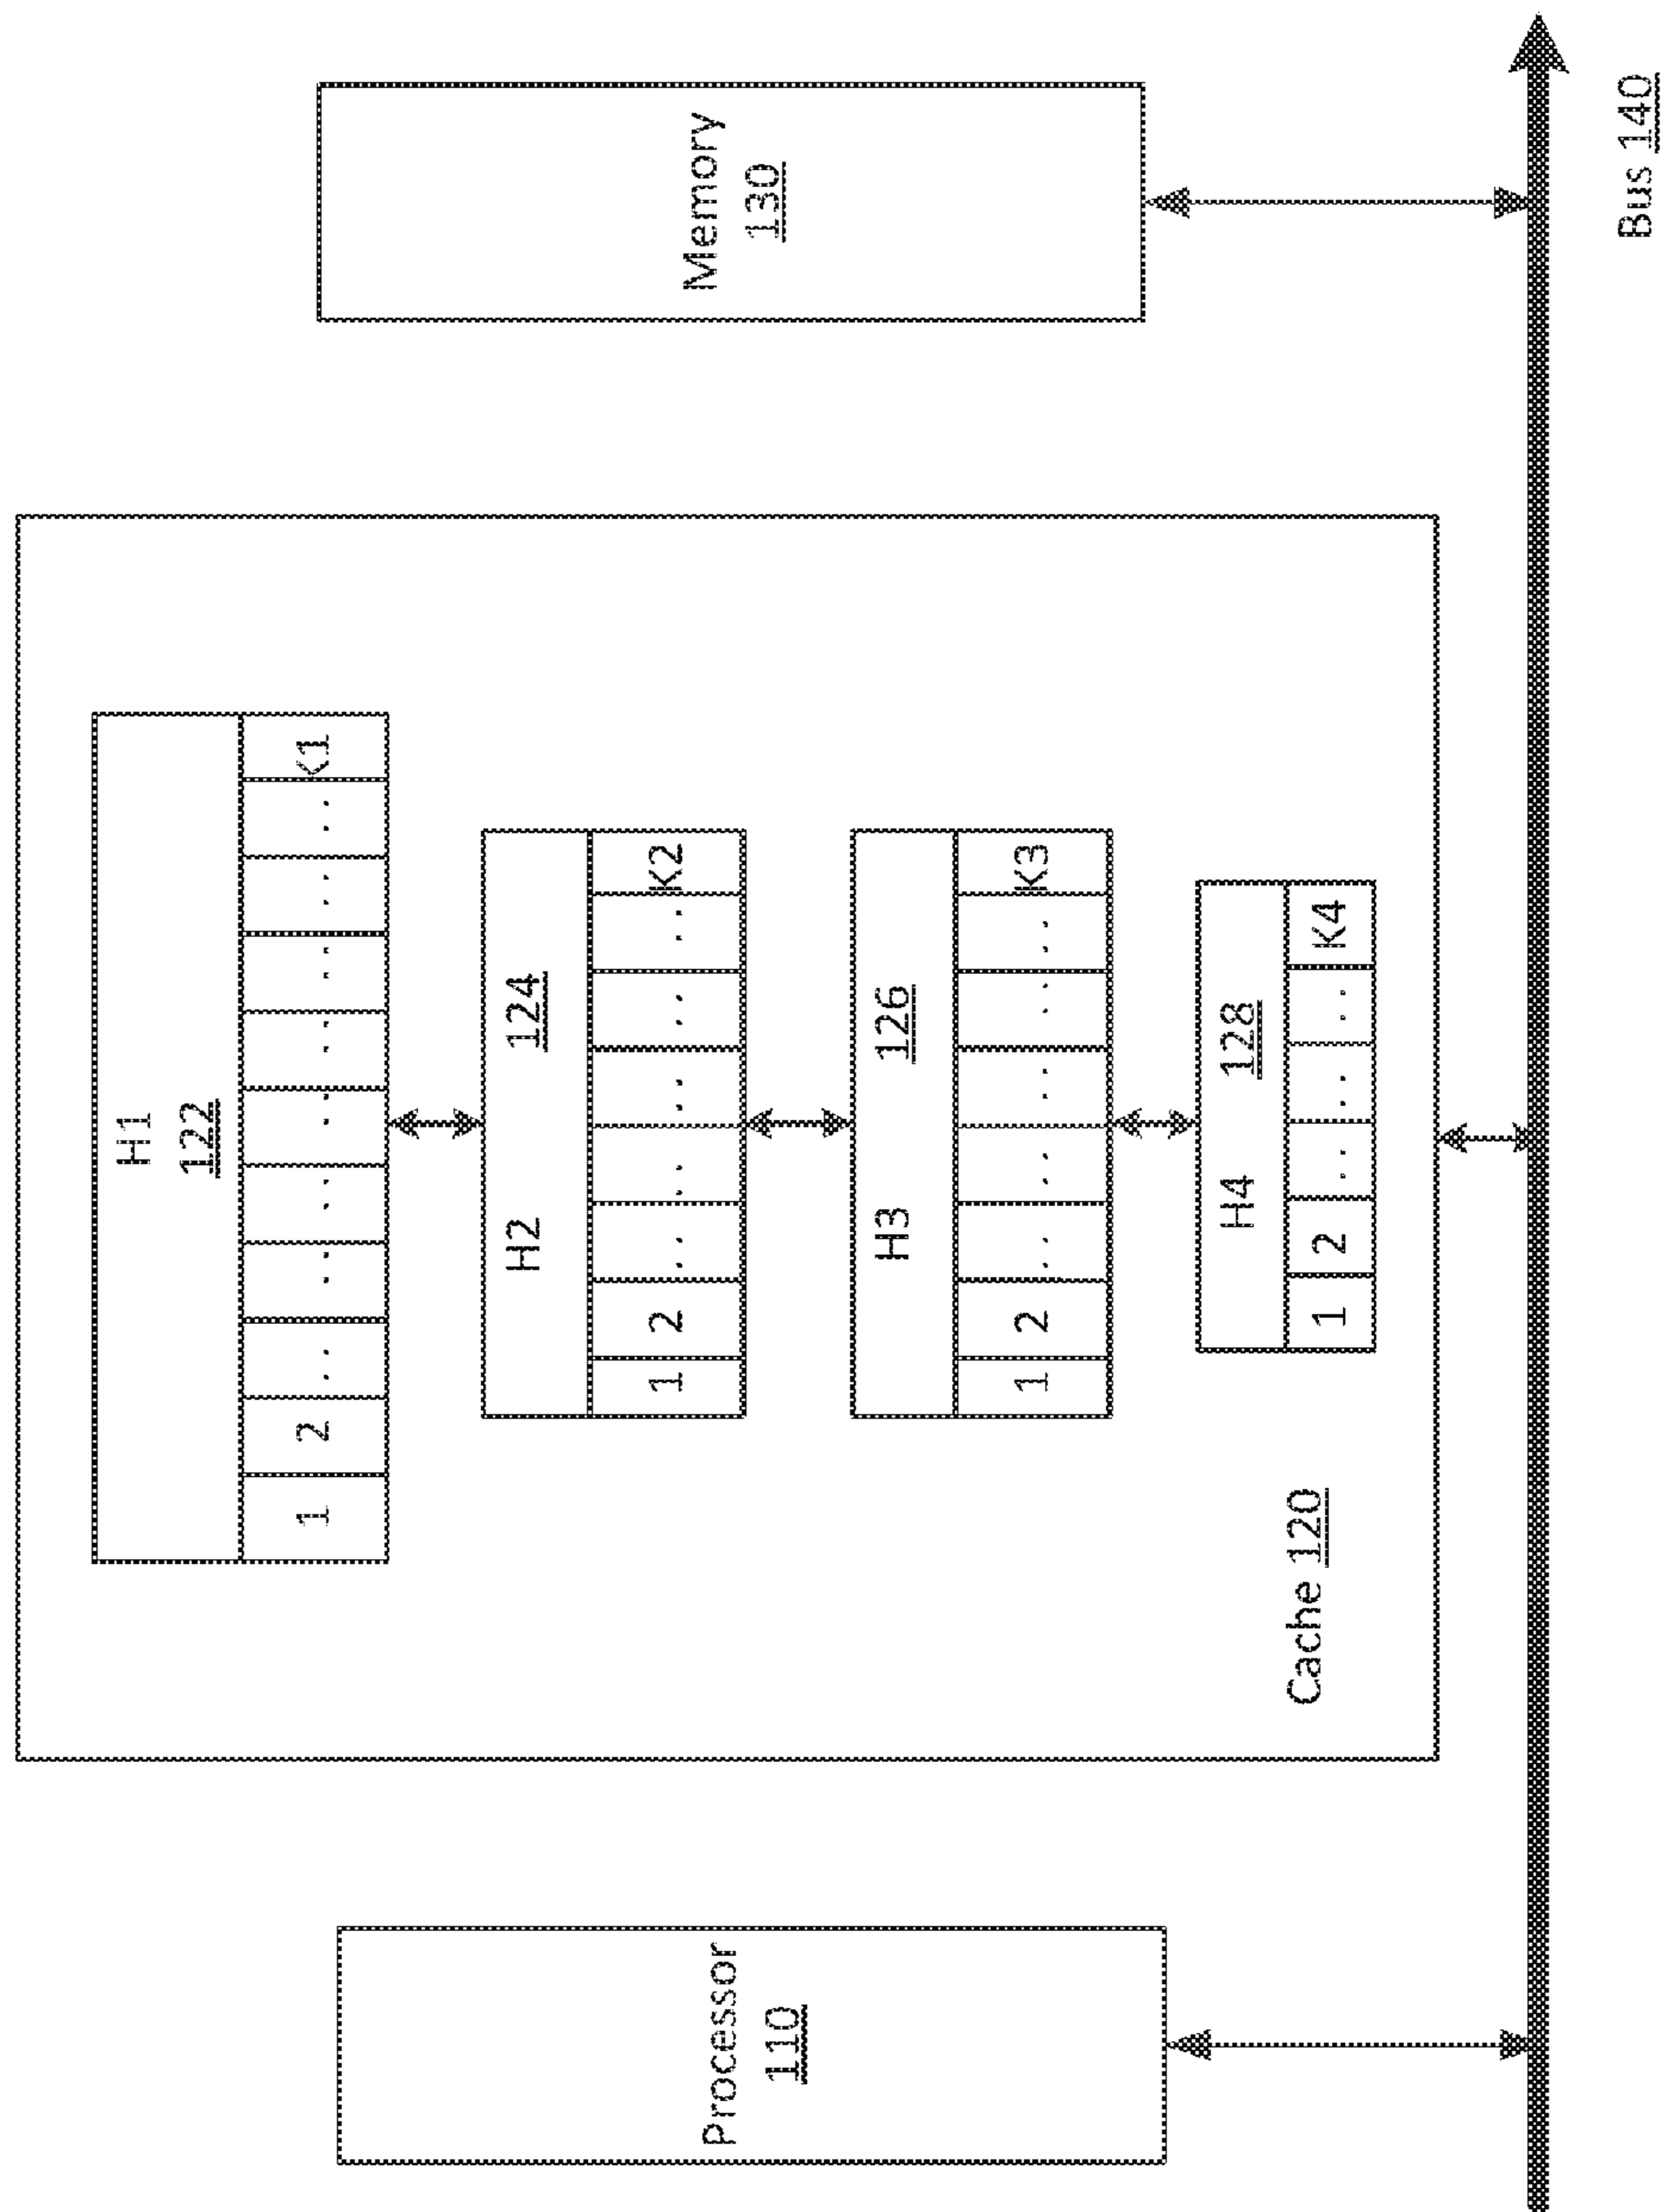 H1
122
1 2 .. .. .. .. .. .. .. .. K1
H2 124
1 2 .. .. .. .. .. K2
H3 126
1 2 .. .. .. .. .. K3
H4 128
1 2 .. .. .. K4
Cache 120
Processor
110
Memory
130
Bus 140